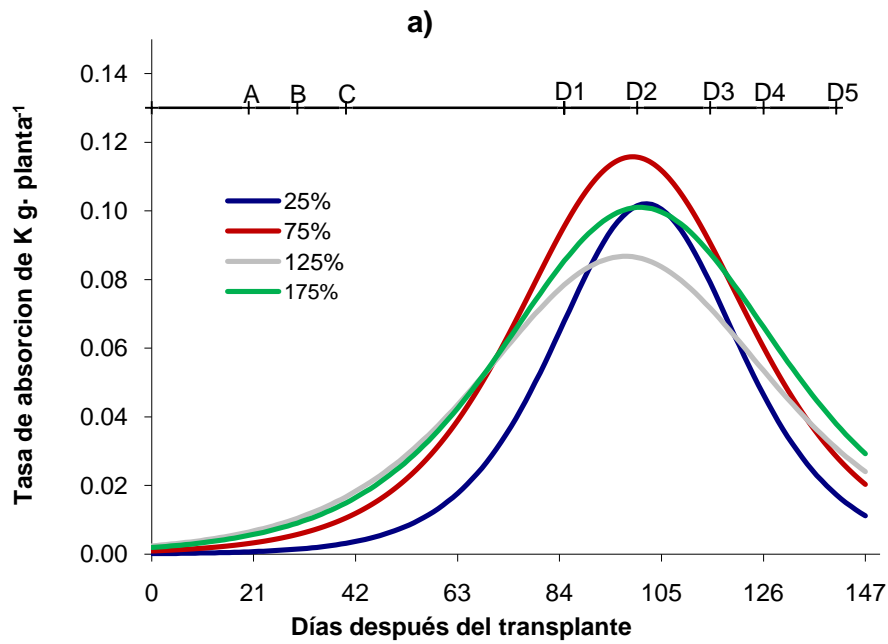 a)
Tasa de absorcion de K g· planta⁻¹
0.14
0.12
0.10
0.08
0.06
0.04
0.02
0.00
A B C D1 D2 D3 D4 D5
25%
75%
125%
175%
0 21 42 63 84 105 126 147
Días después del transplante